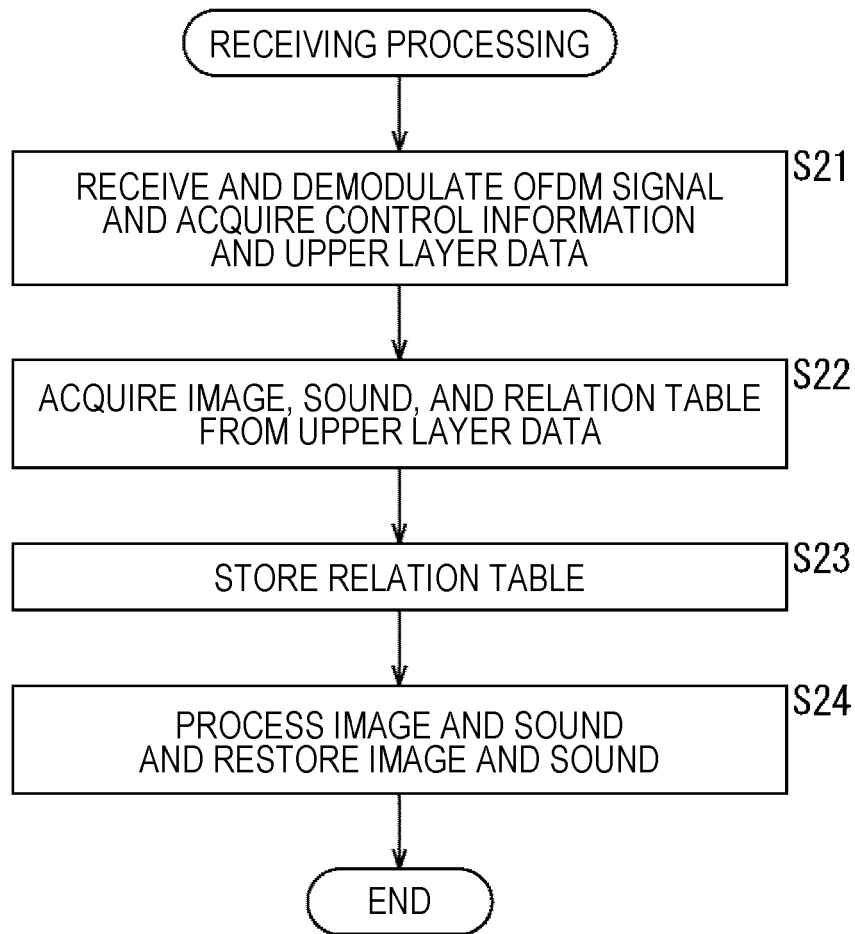 RECEIVING PROCESSING
S21
RECEIVE AND DEMODULATE OFDM SIGNAL
AND ACQUIRE CONTROL INFORMATION
AND UPPER LAYER DATA
S22
ACQUIRE IMAGE, SOUND, AND RELATION TABLE
FROM UPPER LAYER DATA
S23
STORE RELATION TABLE
S24
PROCESS IMAGE AND SOUND
AND RESTORE IMAGE AND SOUND
END